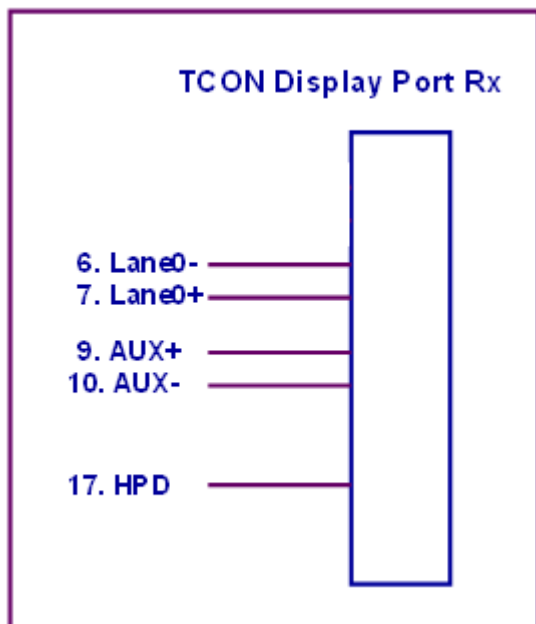 TCON Display Port Rx
6. Lane0-
7. Lane0+
9. AUX+
10. AUX-
17. HPD